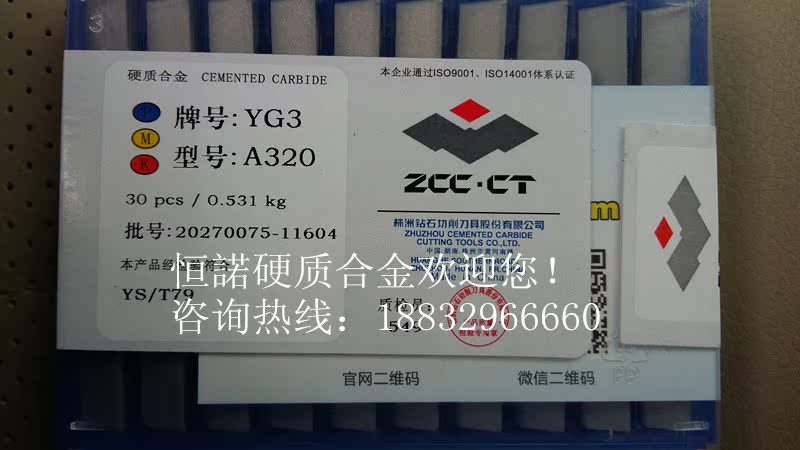 硬质合金 CEMENTED CARBIDE
本企业通过ISO9001、ISO14001体系认证
P
牌号: YG3
M
K
型号: A320
30 pcs / 0.531 kg
批号: 20270075-11604
本产品经
YS/T79
ZCC·CT
株洲钻石切削刀具股份有限公司
ZHUZHOU CEMENTED CARBIDE
CUTTING TOOLS CO.,LTD.
质检员:
549
恒諾硬质合金欢迎您！
咨询热线：18832966660
官网二维码
微信二维码
m